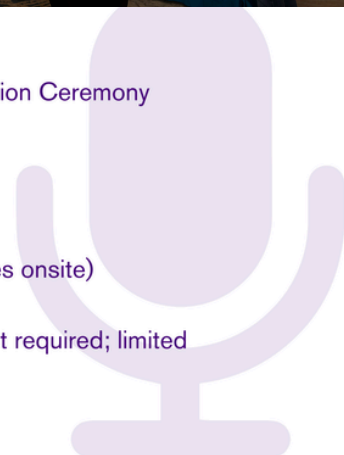 ion Ceremony
es onsite)
t required; limited